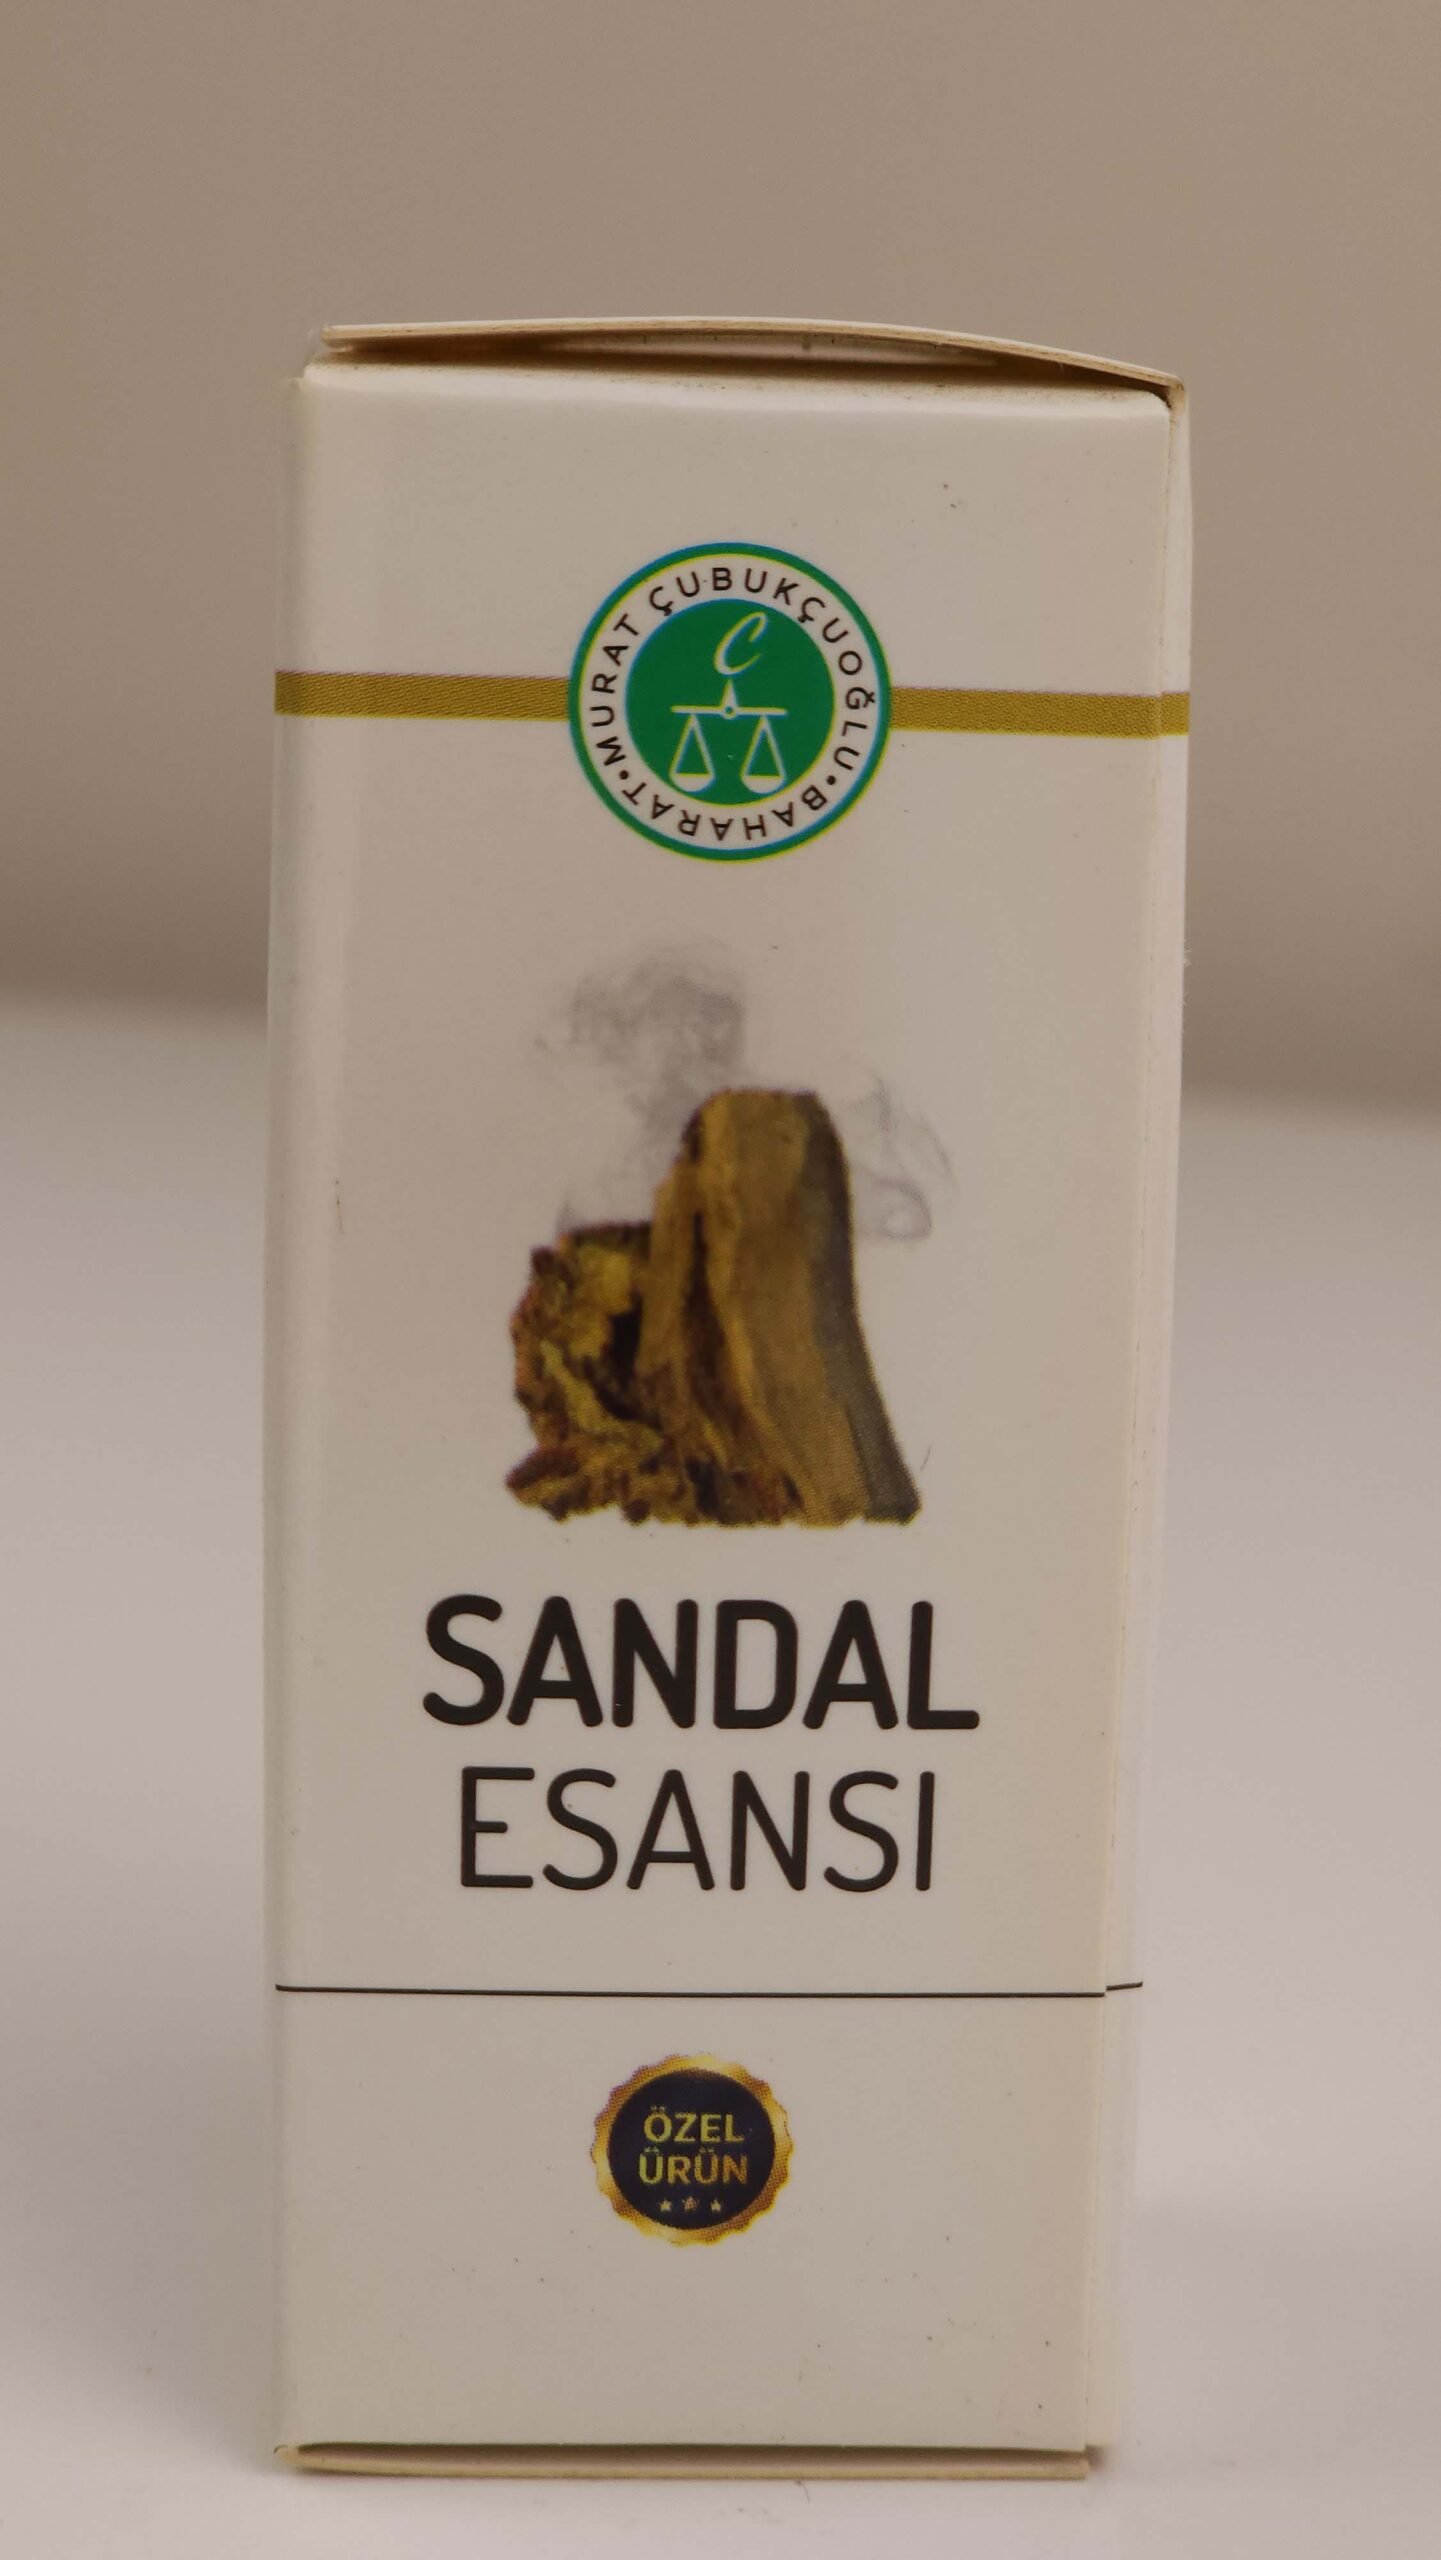 MURAT ÇUBUKÇUOĞLU • BAHARAT •
C
SANDAL
ESANSI
ÖZEL
ÜRÜN